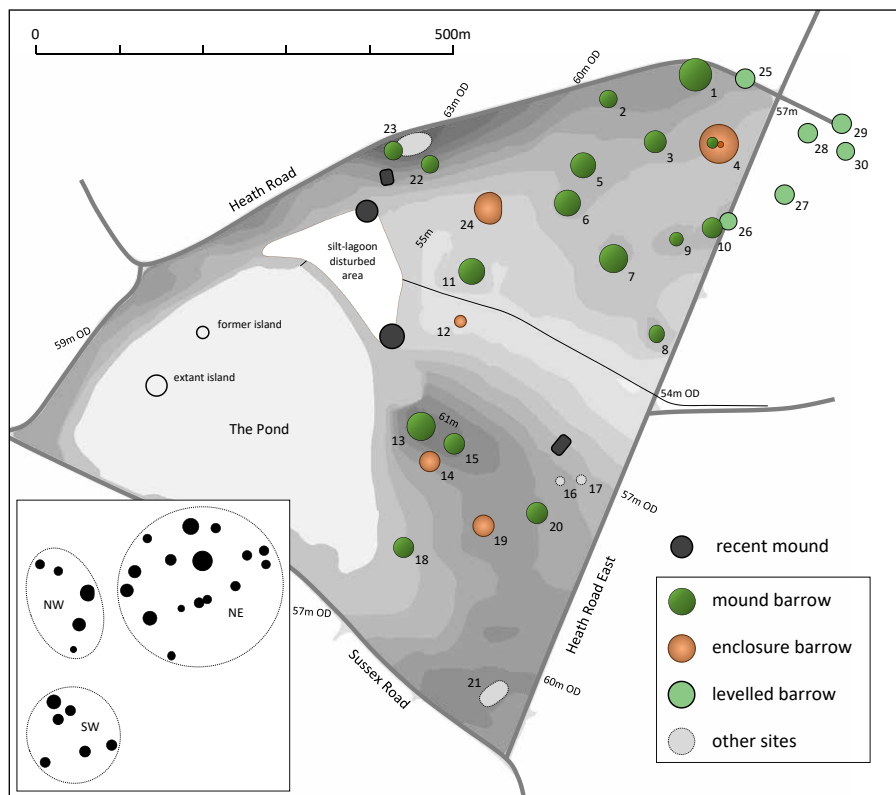 0
500m
60m OD
63m OD
57m
25
1
2
29
28
30
23
3
4
22
5
27
Heath Road
6
24
26
10
55m
9
silt-lagoon
disturbed
area
7
11
former island
12
8
59m OD
extant island
54m OD
The Pond
61m
13
15
14
16
17
57m OD
20
19
18
recent mound
Heath Road East
mound barrow
NW
NE
57m OD
enclosure barrow
Sussex Road
21
60m OD
levelled barrow
SW
other sites